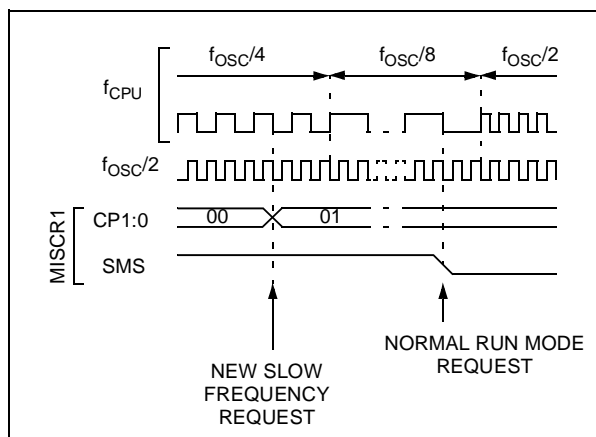 fOSC/4 fOSC/8 fOSC/2
fCPU
fOSC/2
MISCR1
CP1:0 00 01
SMS
NEW SLOW
FREQUENCY
REQUEST
NORMAL RUN MODE
REQUEST